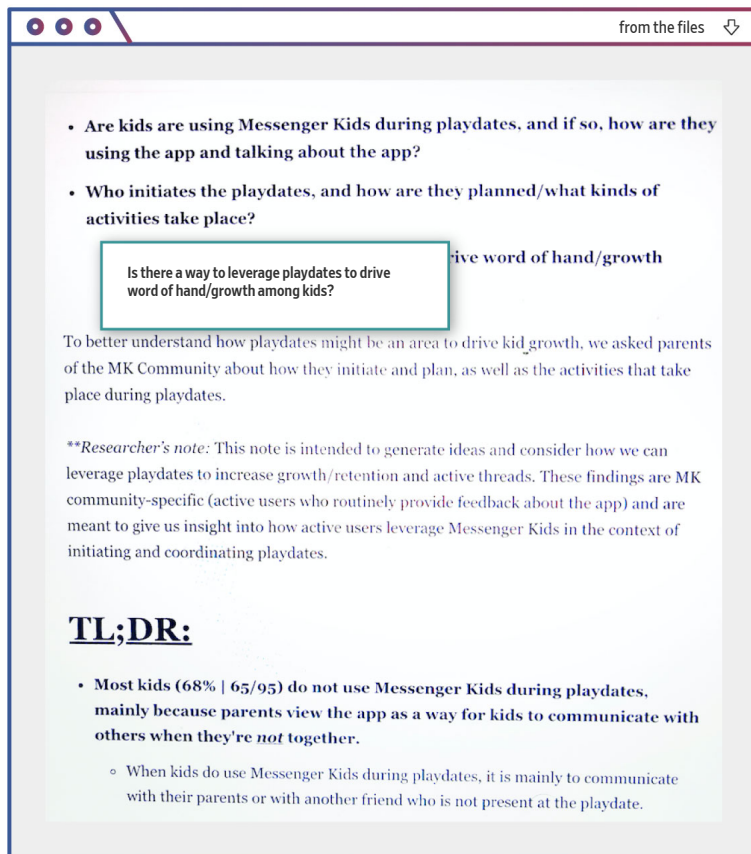 from the files
• Are kids are using Messenger Kids during playdates, and if so, how are they
using the app and talking about the app?
• Who initiates the playdates, and how are they planned/what kinds of
activities take place?
rive word of hand/growth
Is there a way to leverage playdates to drive
word of hand/growth among kids?
To better understand how playdates might be an area to drive kid growth, we asked parents
of the MK Community about how they initiate and plan, as well as the activities that take
place during playdates.
**Researcher's note: This note is intended to generate ideas and consider how we can
leverage playdates to increase growth/retention and active threads. These findings are MK
community-specific (active users who routinely provide feedback about the app) and are
meant to give us insight into how active users leverage Messenger Kids in the context of
initiating and coordinating playdates.
TL;DR:
• Most kids (68% | 65/95) do not use Messenger Kids during playdates,
mainly because parents view the app as a way for kids to communicate with
others when they're not together.
◦ When kids do use Messenger Kids during playdates, it is mainly to communicate
with their parents or with another friend who is not present at the playdate.